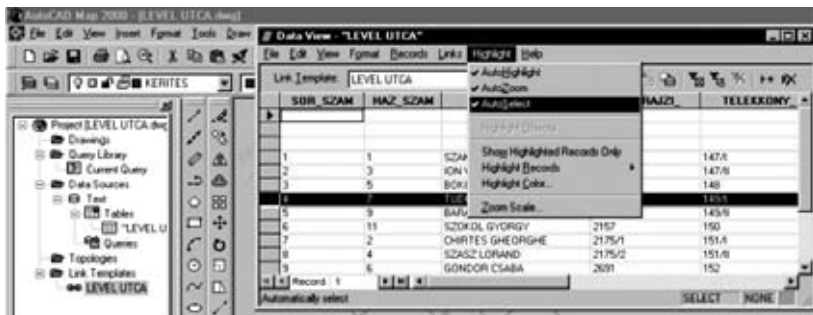 AutoCAD Map 2000 - [LEVEL UTCA.dwg]
File Edit View Insert Format Tools Draw
KERITES
Project [LEVEL UTCA.dwg
Drawings
Query Library
Current Query
Data Sources
Text
Tables
"LEVEL U
Queries
Topologies
Link Templates
LEVEL UTCA
Data View - "LEVEL UTCA"
File Edit View Format Records Links Highlight Help
Link Template: LEVEL UTCA
AutoHighlight
AutoZoom
AutoSelect
Highlight Objects...
Show Highlighted Records Only
Highlight Records
Highlight Color...
Zoom Scale...
SOR_SZAM HAZ_SZAM RAJZI_ TELEKKONY_
1 1 147/I
2 3 ION 147/II
3 5 148
4 7 149/I
5 9 149/II
6 11 SZOKOL GYORGY 2157 150
7 2 CHIRTES GHEORGHE 2175/1 151/I
8 4 SZASZ LORAND 2175/2 151/II
9 6 GONDOR CSABA 2691 152
Record 1
Automatically select SELECT NONE